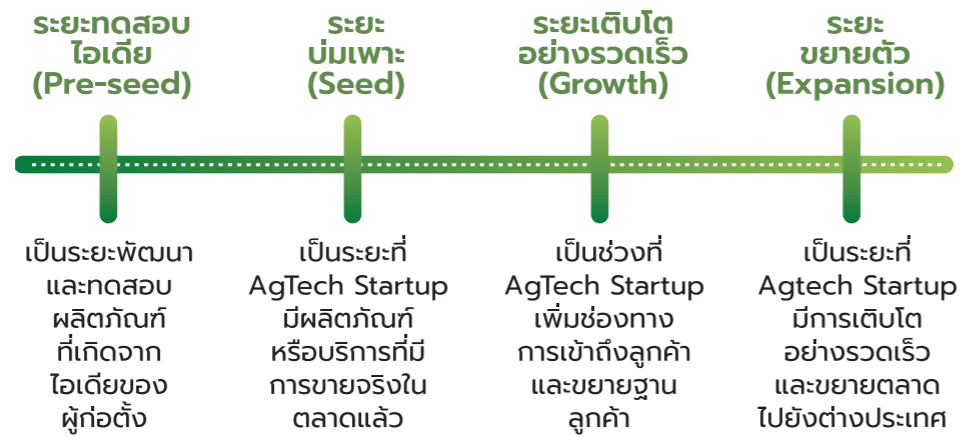 ระยะทดสอบ
ไอเดีย
(Pre-seed)
เป็นระยะพัฒนา
และทดสอบ
ผลิตภัณฑ์
ที่เกิดจาก
ไอเดียของ
ผู้ก่อตั้ง
ระยะ
บ่มเพาะ
(Seed)
เป็นระยะที่
AgTech Startup
มีผลิตภัณฑ์
หรือบริการที่มี
การขายจริงใน
ตลาดแล้ว
ระยะเติบโต
อย่างรวดเร็ว
(Growth)
เป็นช่วงที่
AgTech Startup
เพิ่มช่องทาง
การเข้าถึงลูกค้า
และขยายฐาน
ลูกค้า
ระยะ
ขยายตัว
(Expansion)
เป็นระยะที่
Agtech Startup
มีการเติบโต
อย่างรวดเร็ว
และขยายตลาด
ไปยังต่างประเทศ